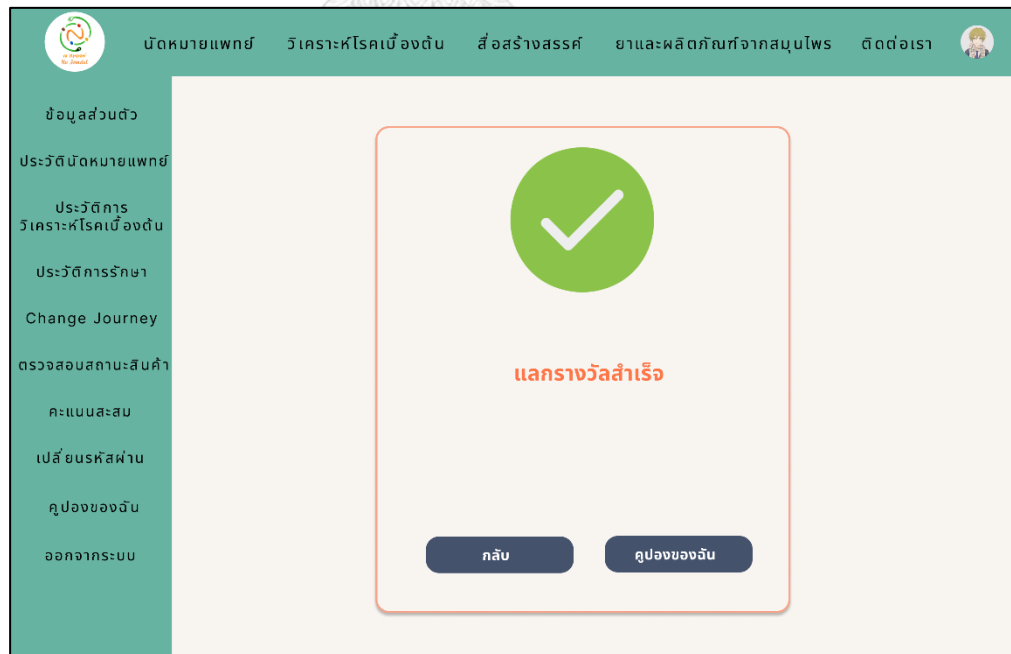 นัดหมายแพทย์ วิเคราะห์โรคเบื้องต้น สื่อสร้างสรรค์ ยาและผลิตภัณฑ์จากสมุนไพร ติดต่อเรา
ข้อมูลส่วนตัว
ประวัตินัดหมายแพทย์
ประวัติการ
วิเคราะห์โรคเบื้องต้น
ประวัติการรักษา
Change Journey
ตรวจสอบสถานะสินค้า
คะแนนสะสม
เปลี่ยนรหัสผ่าน
คูปองของฉัน
ออกจากระบบ
แลกรางวัลสำเร็จ
กลับ คูปองของฉัน